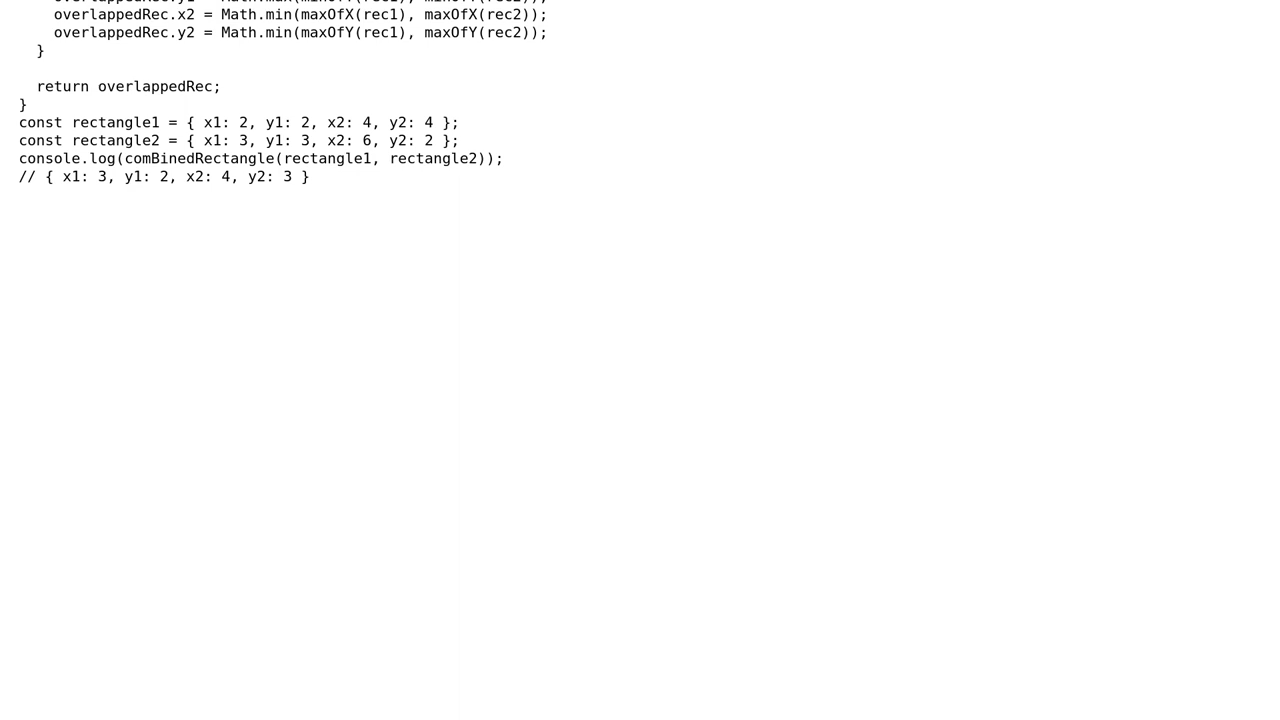 overlappedRec.x2 = Math.min(maxOfX(rec1), maxOfX(rec2));
overlappedRec.y2 = Math.min(maxOfY(rec1), maxOfY(rec2));
}
return overlappedRec;
}
const rectangle1 = { x1: 2, y1: 2, x2: 4, y2: 4 };
const rectangle2 = { x1: 3, y1: 3, x2: 6, y2: 2 };
console.log(comBinedRectangle(rectangle1, rectangle2));
// { x1: 3, y1: 2, x2: 4, y2: 3 }